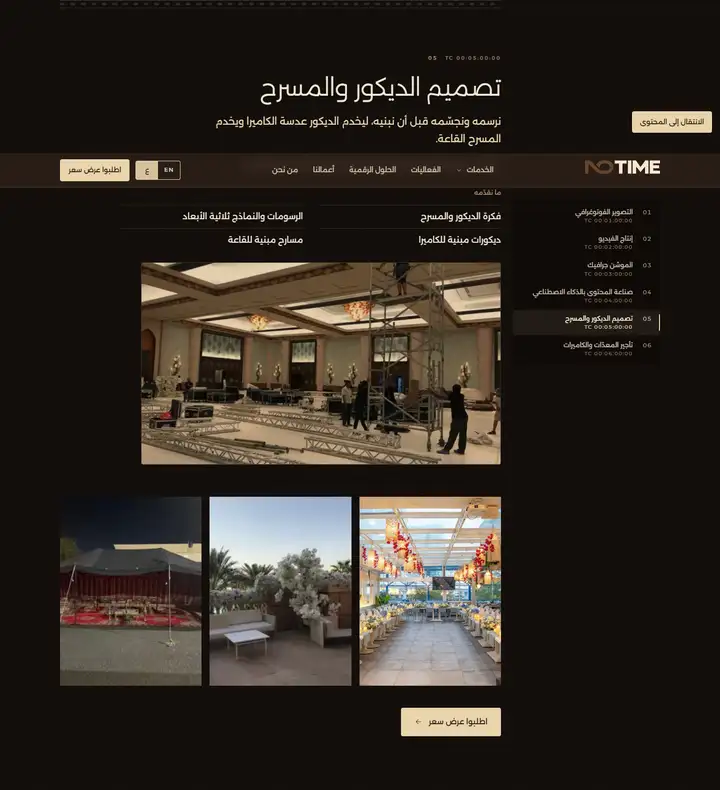 05 TC 00:05:00:00
تصميم الديكور والمسرح
نرسمه ونجسّمه قبل أن نبنيه، ليخدم الديكور عدسة الكاميرا ويخدم
المسرح القاعة.
الانتقال إلى المحتوى
NOTIME
الخدمات
الفعاليات
الحلول الرقمية
أعمالنا
من نحن
EN
ع
اطلبوا عرض سعر
ما نقدّمه
فكرة الديكور والمسرح
الرسومات والنماذج ثلاثية الأبعاد
ديكورات مبنية للكاميرا
مسارح مبنية للقاعة
01 التصوير الفوتوغرافي
TC 00:01:00:00
02 إنتاج الفيديو
TC 00:02:00:00
03 الموشن جرافيك
TC 00:03:00:00
04 صناعة المحتوى بالذكاء الاصطناعي
TC 00:04:00:00
05 تصميم الديكور والمسرح
TC 00:05:00:00
06 تأجير المعدّات والكاميرات
TC 00:06:00:00
اطلبوا عرض سعر ←